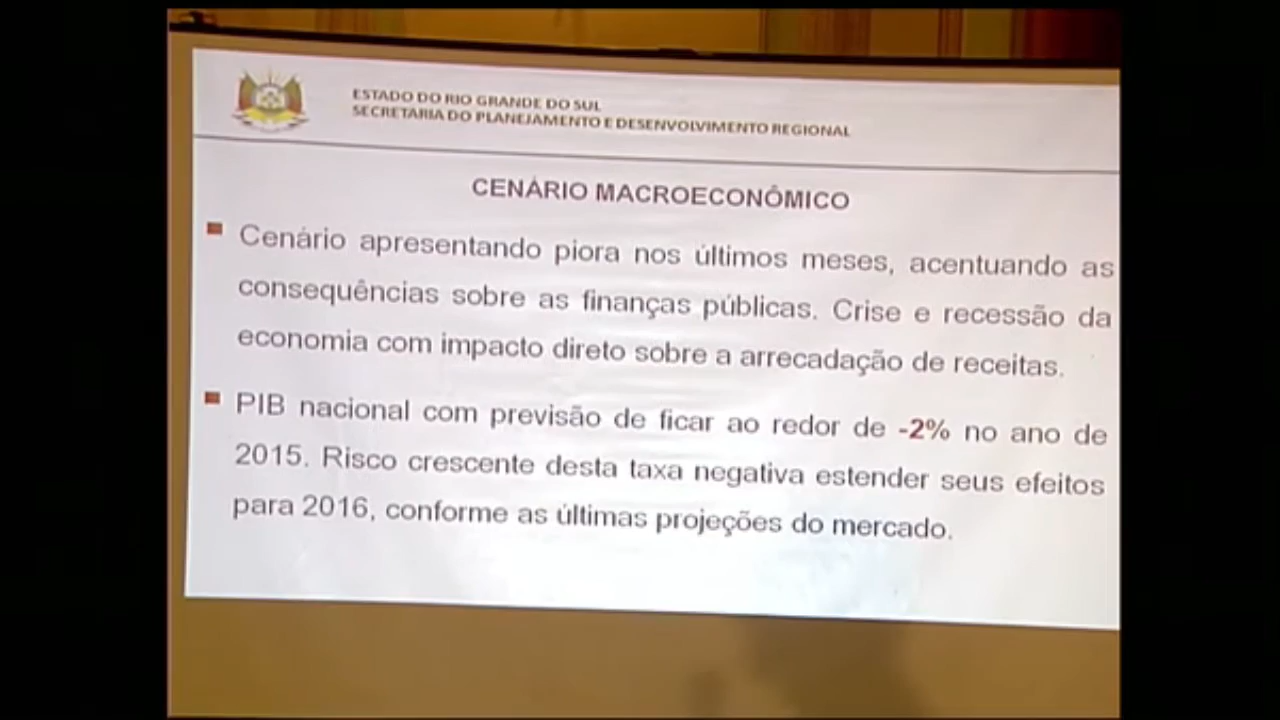 ESTADO DO RIO GRANDE DO SUL
SECRETARIA DO PLANEJAMENTO E DESENVOLVIMENTO REGIONAL
CENÁRIO MACROECONÔMICO
Cenário apresentando piora nos últimos meses, acentuando as
consequências sobre as finanças públicas. Crise e recessão da
economia com impacto direto sobre a arrecadação de receitas.
PIB nacional com previsão de ficar ao redor de -2% no ano de
2015. Risco crescente desta taxa negativa estender seus efeitos
para 2016, conforme as últimas projeções do mercado.